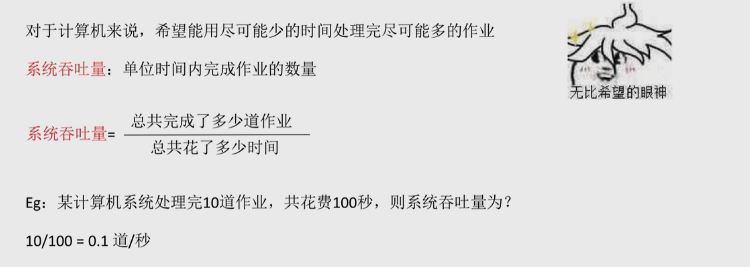 对于计算机来说，希望能用尽可能少的时间处理完尽可能多的作业
系统吞吐量：单位时间内完成作业的数量
无比希望的眼神
系统吞吐量=
总共完成了多少道作业
总共花了多少时间
Eg：某计算机系统处理完10道作业，共花费100秒，则系统吞吐量为？
10/100 = 0.1 道/秒